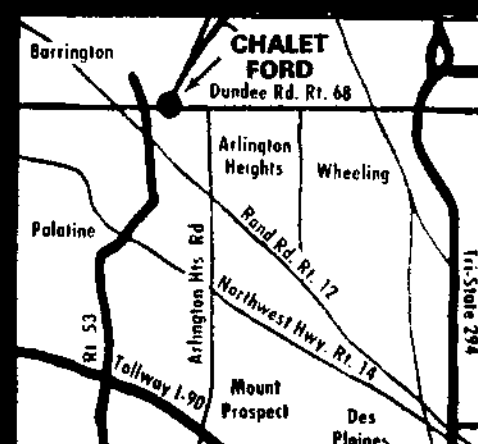 Barrington
CHALET
FORD
Dundee Rd. Rt. 68
Arlington
Heights
Wheeling
Palatine
Rand Rd. Rt. 12
Arlington Hts Rd
Northwest Hwy. Rt. 14
Tri-State 294
Rt 53
Tollway I-90
Mount
Prospect
Des
Plaines